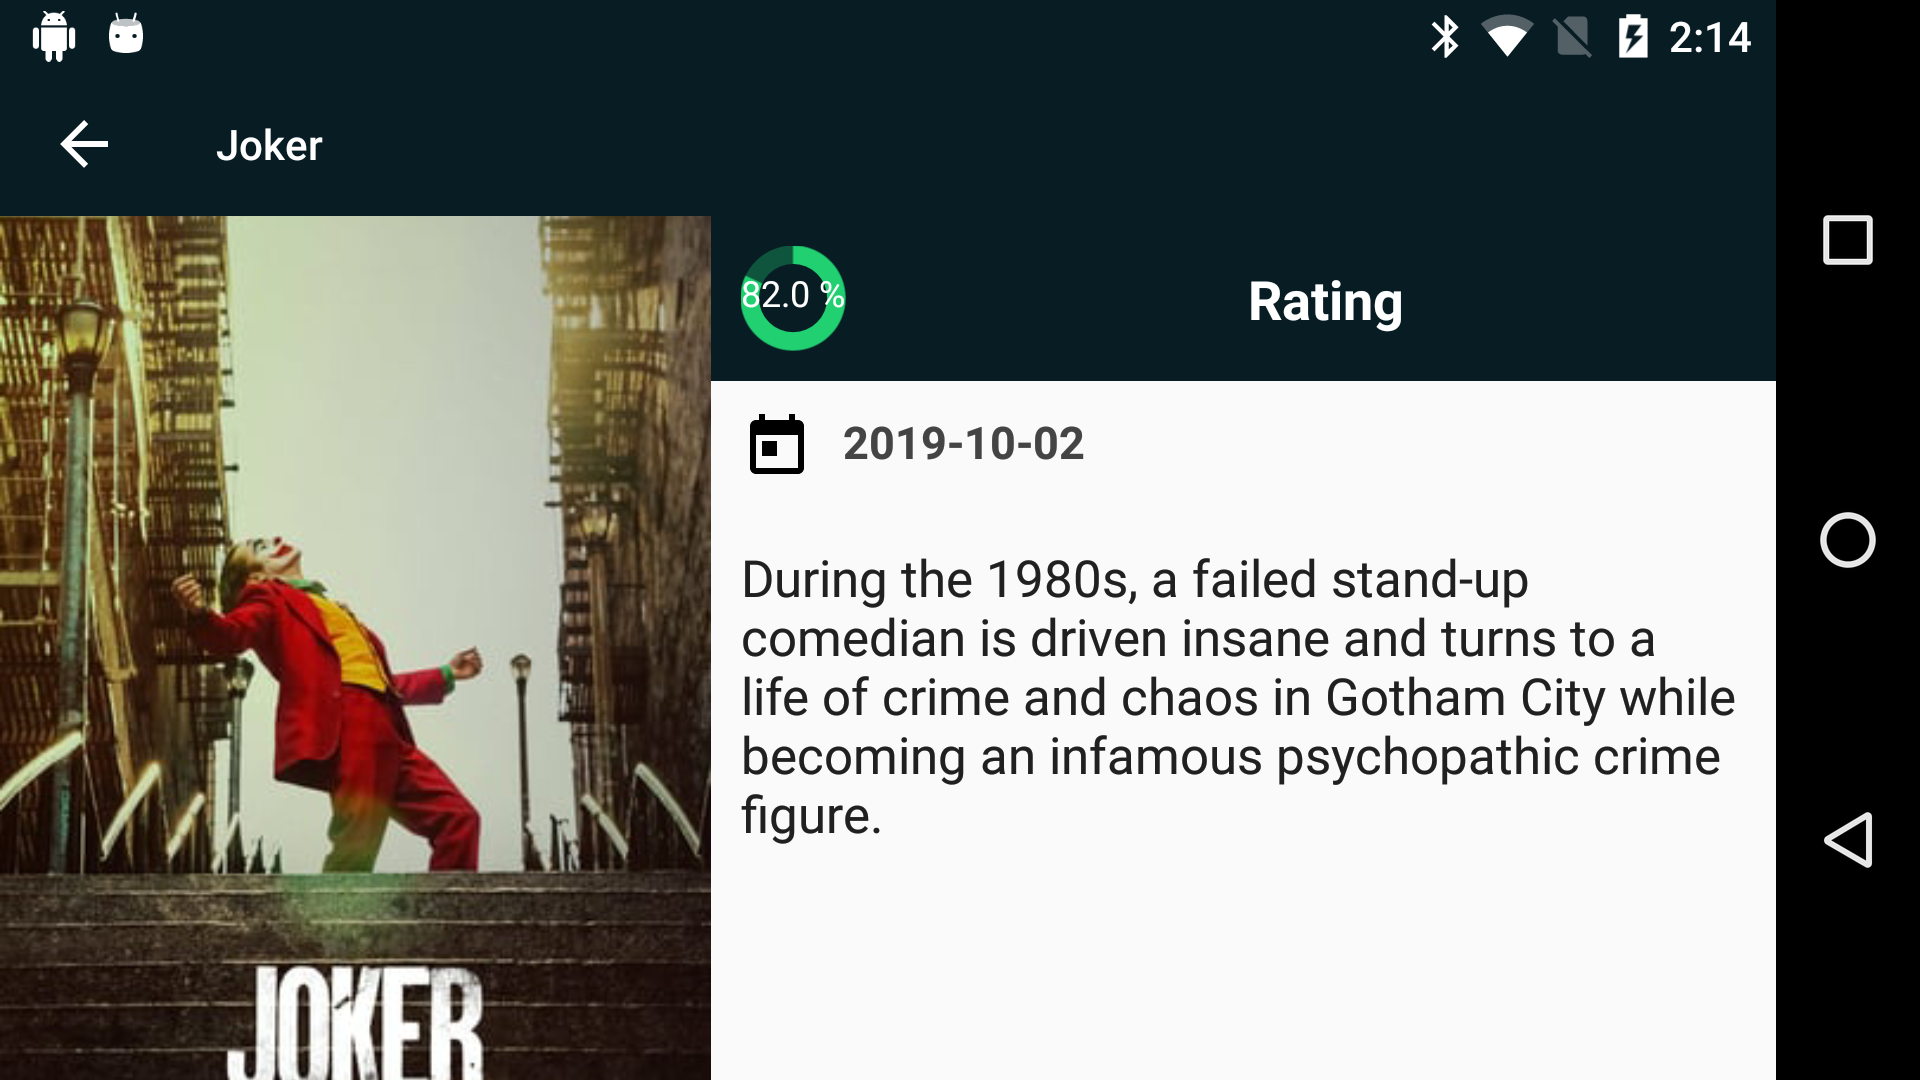 2:14
Joker
82.0 %
Rating
2019-10-02
During the 1980s, a failed stand-up
comedian is driven insane and turns to a
life of crime and chaos in Gotham City while
becoming an infamous psychopathic crime
figure.
JOKER